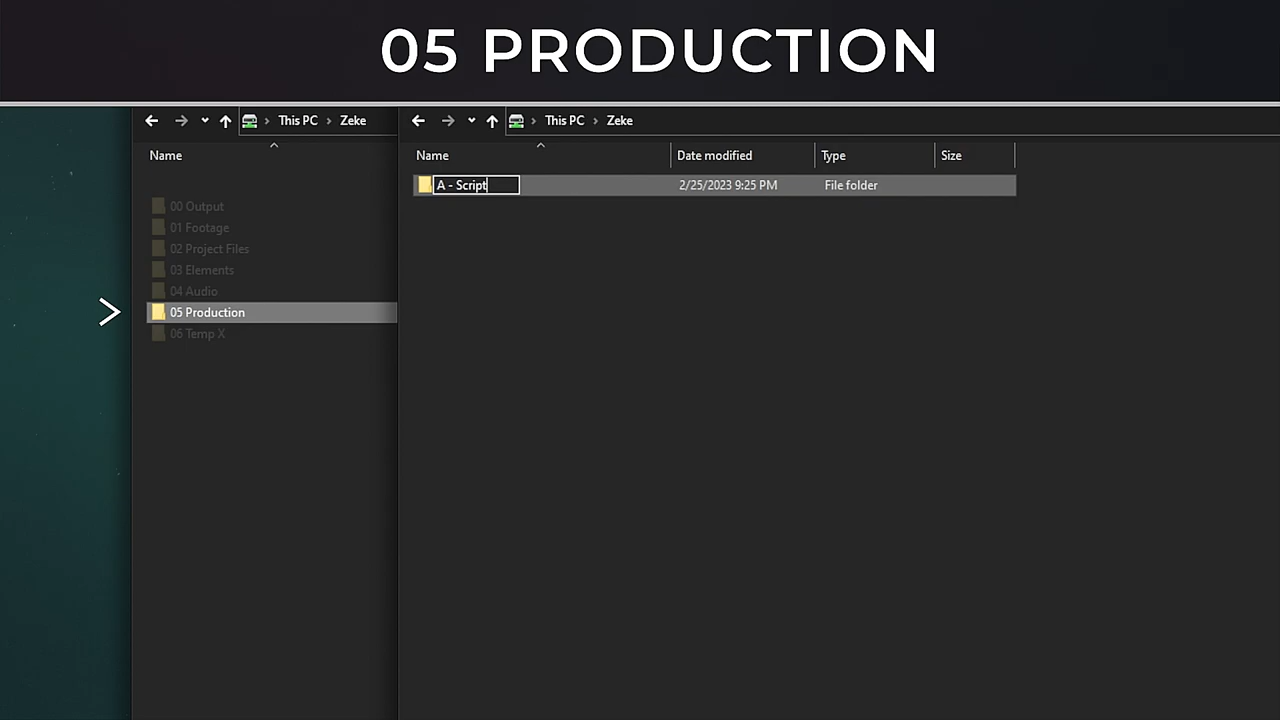 05 PRODUCTION
This PC > Zeke
Name
00 Output
01 Footage
02 Project Files
03 Elements
04 Audio
05 Production
06 Temp X
This PC > Zeke
Name Date modified Type Size
A - Script 2/25/2023 9:25 PM File folder